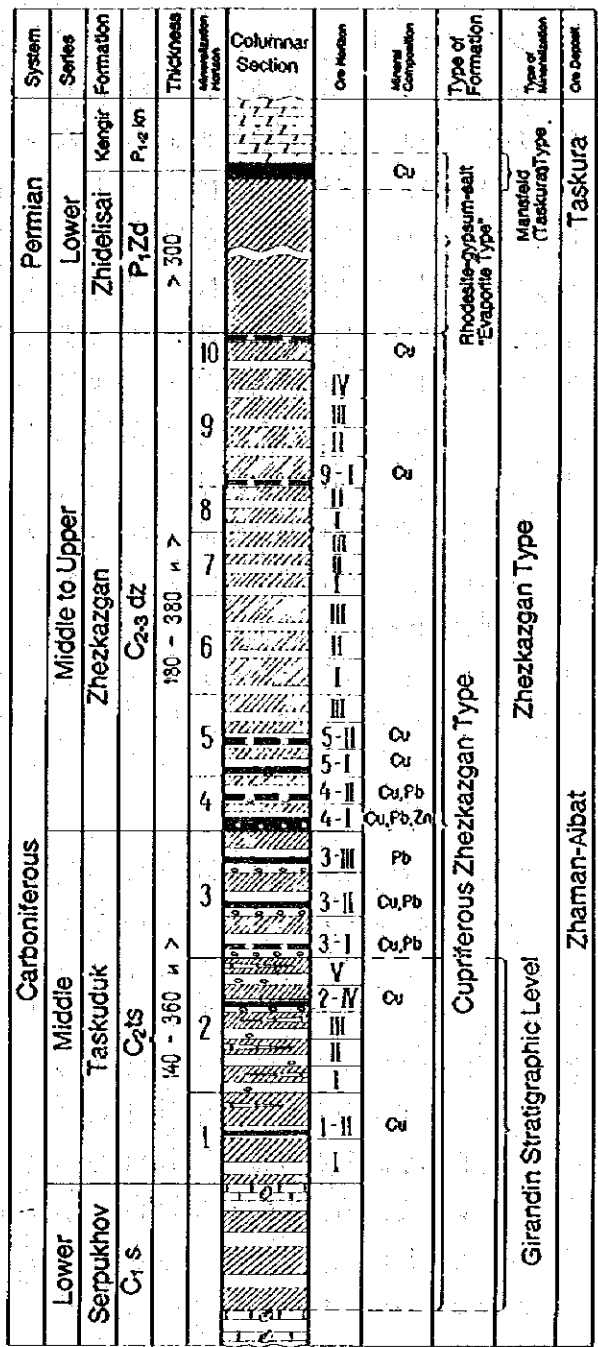 System
Series
Formation
Thickness
Mineralization Horizon
Columnar Section
Ore Horizon
Mineral Composition
Type of Formation
Type of Mineralization
Ore Deposit
Permian
Lower
Kengir
P₁₋₂ kn
Zhidelisai
P₁Zd
> 300
Cu
Rhodesite-gypsum-salt
"Evaporite Type"
Mansfeld
(Taskura)Type
Taskura
Carboniferous
Middle to Upper
Zhezkazgan
C₂₋₃ dz
180 - 380 м >
10
Cu
9
IV
III
II
9-I Cu
8
II
I
7
III
II
I
6
III
II
I
5
III
5-II Cu
5-I Cu
4
4-II Cu,Pb
4-I Cu,Pb,Zn
Cupriferous Zhezkazgan Type
Zhezkazgan Type
Zhaman-Aibat
Middle
Taskuduk
C₂ts
140 - 360 м >
3
3-III Pb
3-II Cu,Pb
3-I Cu,Pb
2
V
2-IV Cu
III
II
I
1
1-II Cu
I
Girandin Stratigraphic Level
Lower
Serpukhov
C₁ s